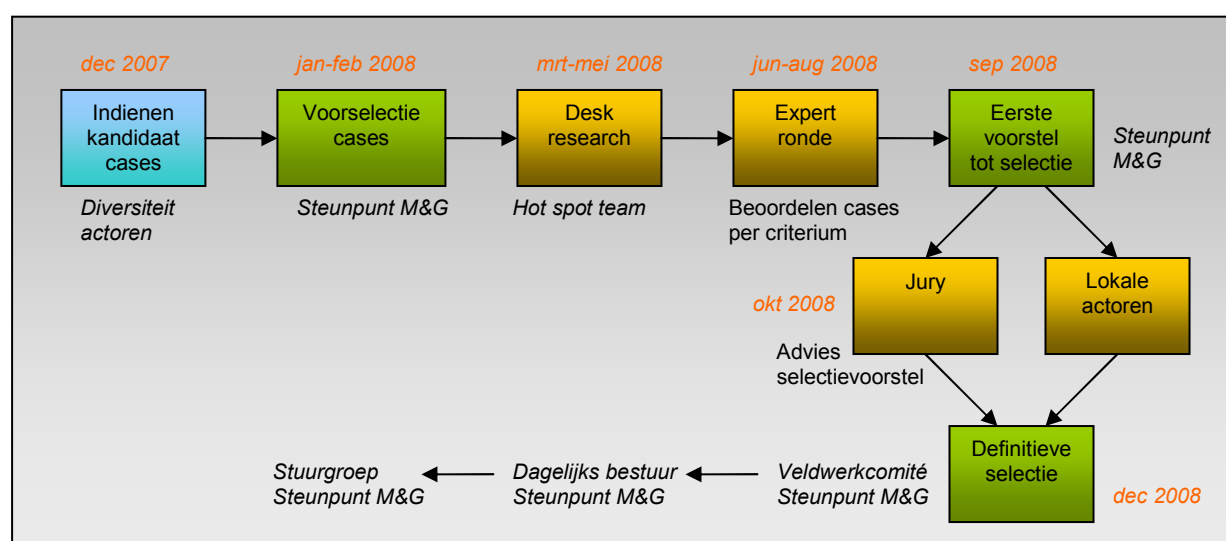 dec 2007
jan-feb 2008
mrt-mei 2008
jun-aug 2008
sep 2008
Indienen
kandidaat
cases
Voorselectie
cases
Desk
research
Expert
ronde
Eerste
voorstel
tot selectie
Steunpunt
M&G
Diversiteit
actoren
Steunpunt M&G
Hot spot team
Beoordelen cases
per criterium
Jury
Lokale
actoren
okt 2008
Advies
selectievoorstel
Definitieve
selectie
Stuurgroep
Steunpunt M&G
Dagelijks bestuur
Steunpunt M&G
Veldwerkcomité
Steunpunt M&G
dec 2008